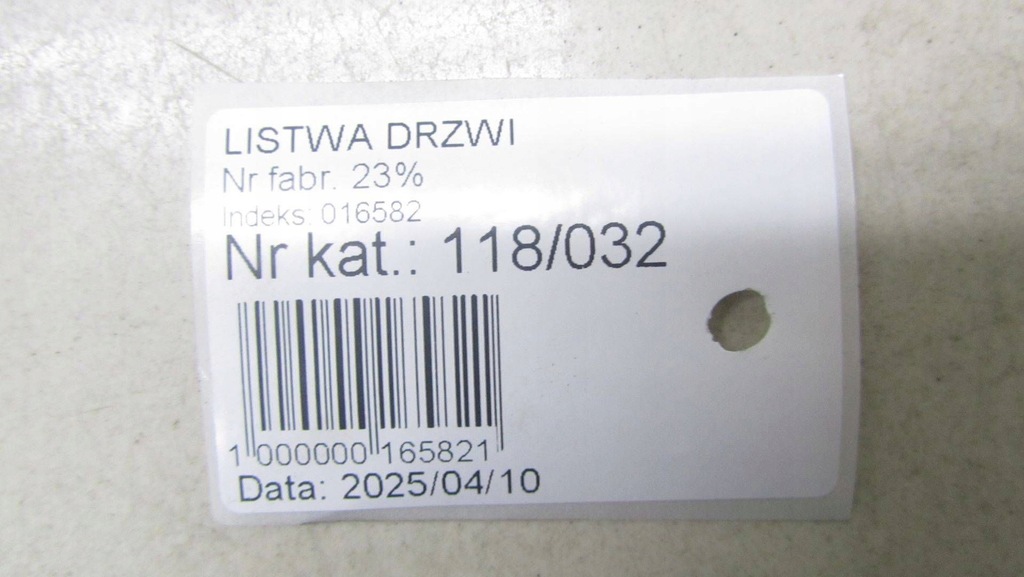 LISTWA DRZWI
Nr fabr. 23%
Indeks: 016582
Nr kat.: 118/032
1 000000 165821
Data: 2025/04/10